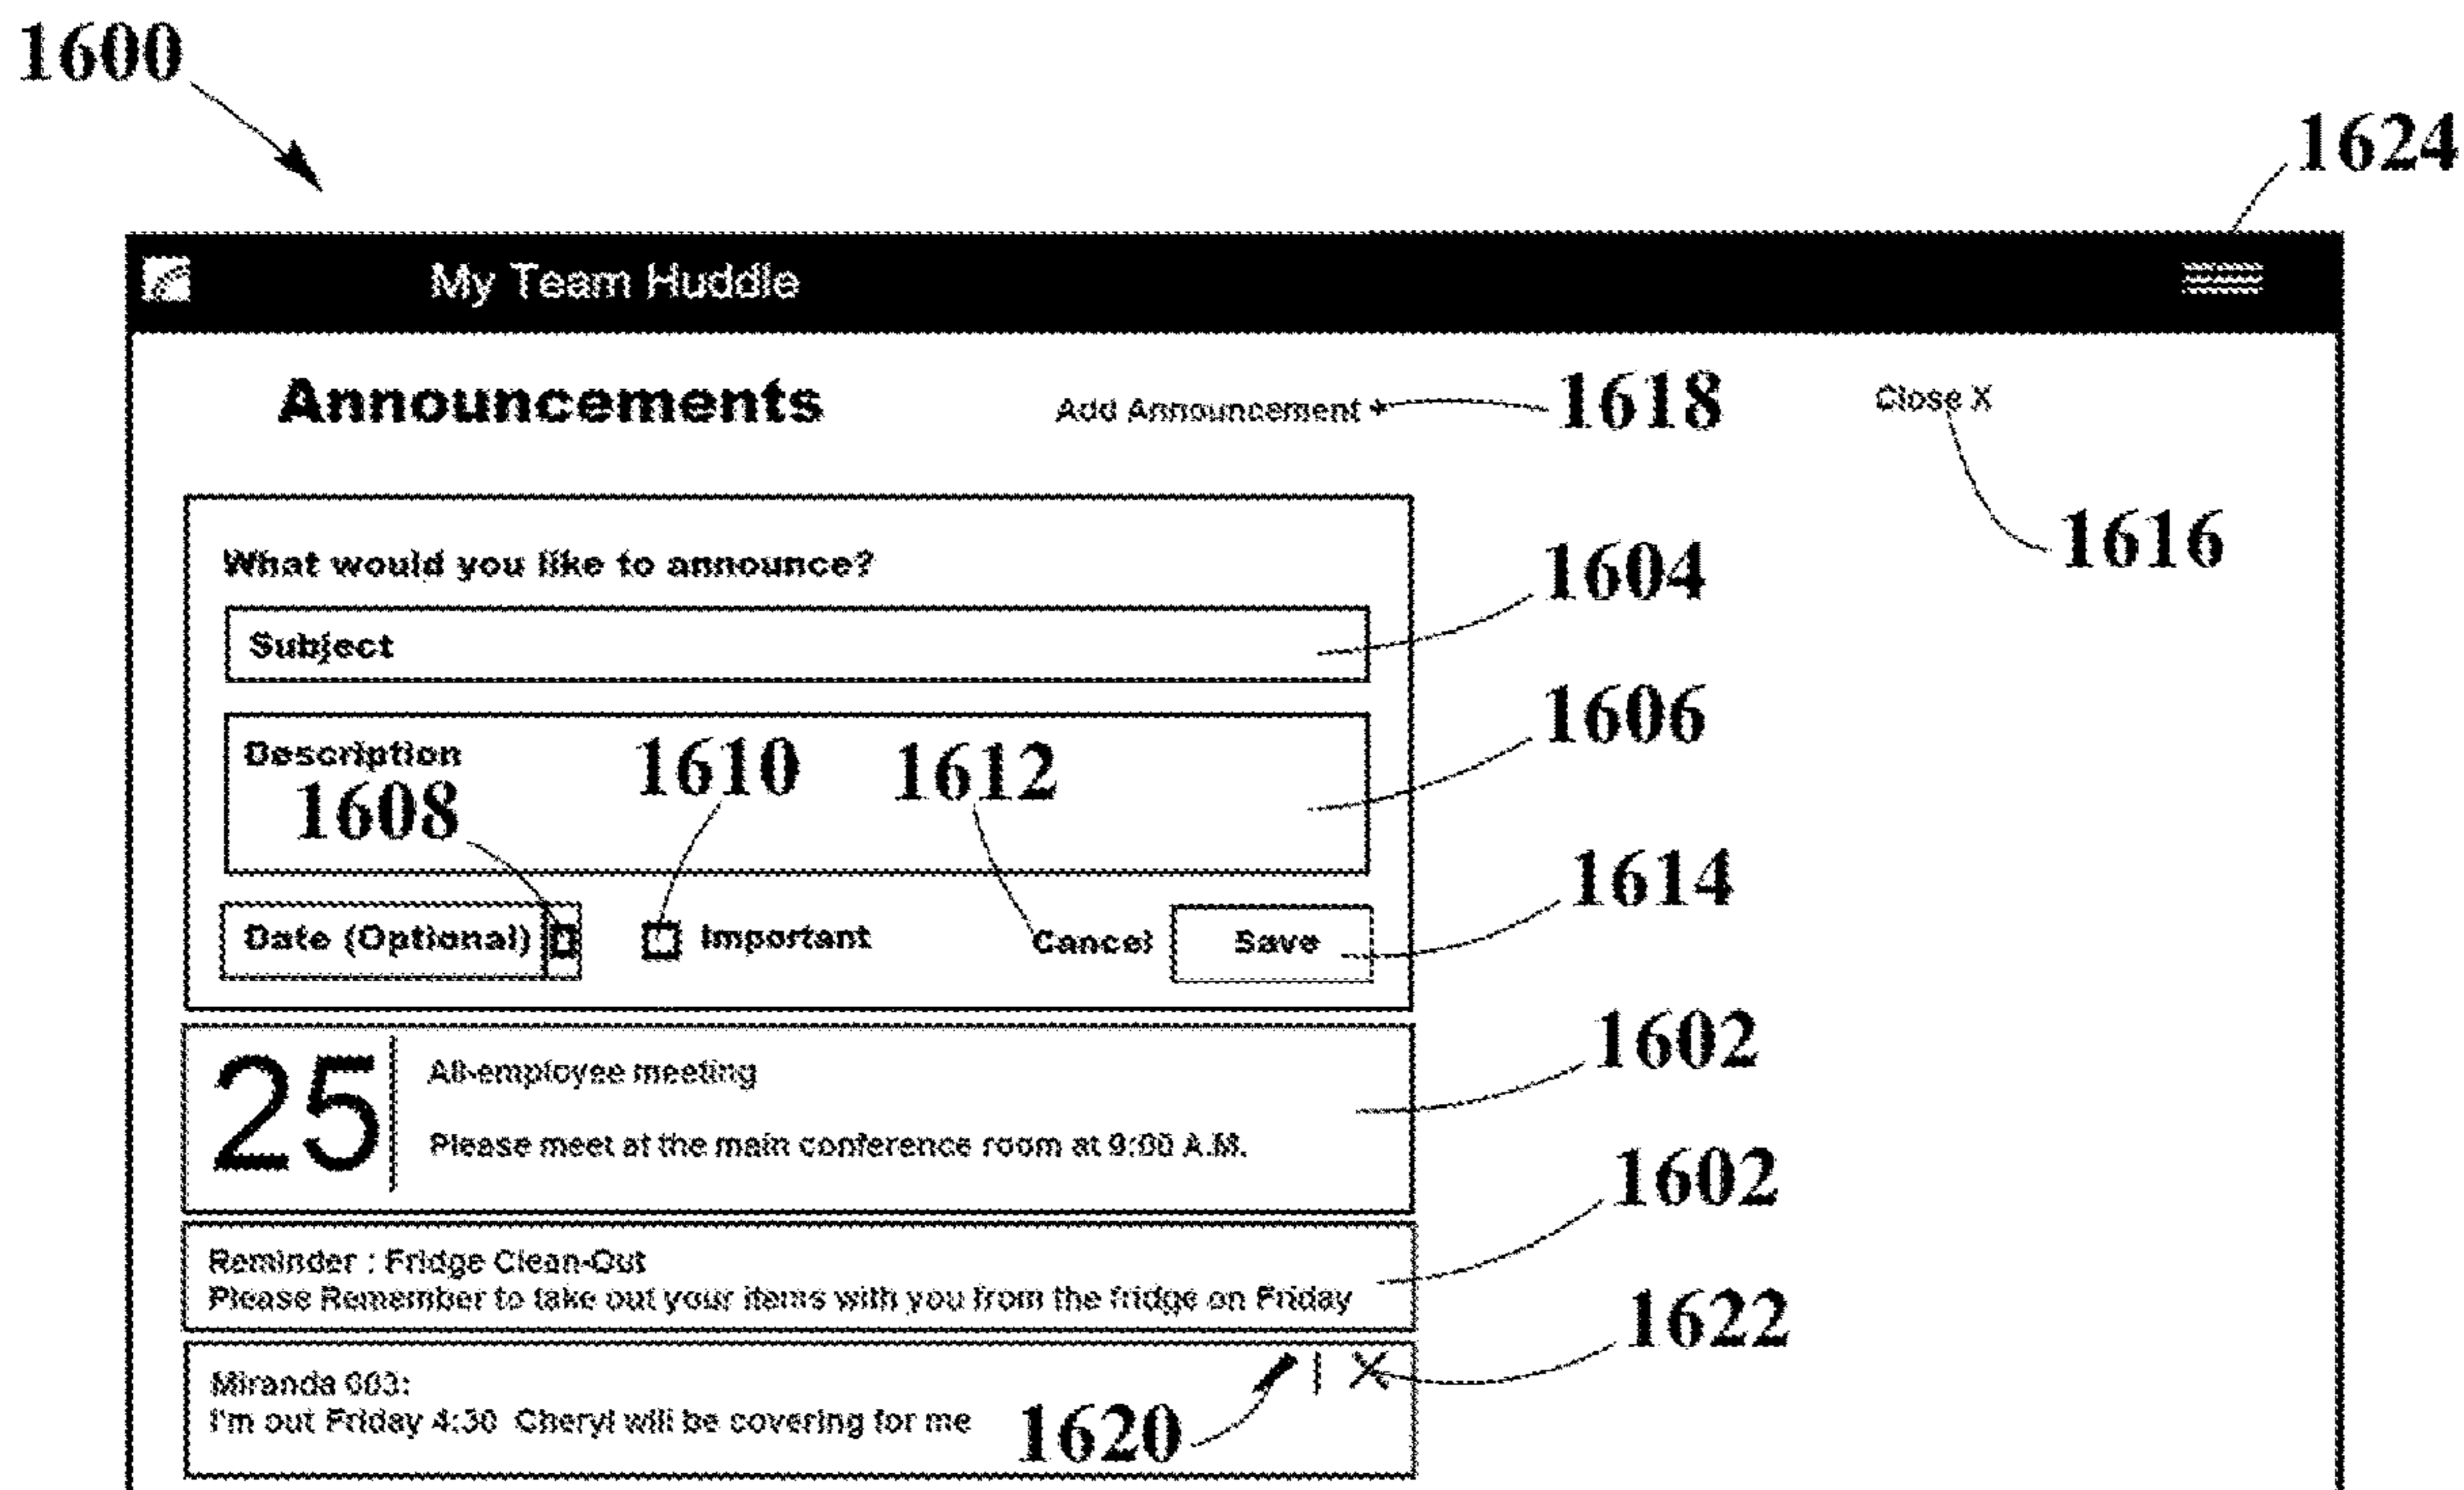 1600
1624
My Team Huddle
Announcements
Add Announcement +
1618
Close X
1616
What would you like to announce?
1604
Subject
1606
Description
1608
1610
1612
1614
Date (Optional)
Important
Cancel
Save
1602
25
All-employee meeting
Please meet at the main conference room at 9:00 A.M.
1602
Reminder : Fridge Clean-Out
Please Remember to take out your items with you from the fridge on Friday
1622
Miranda
I'm out Friday 4:30 Cheryl will be covering for me
1620